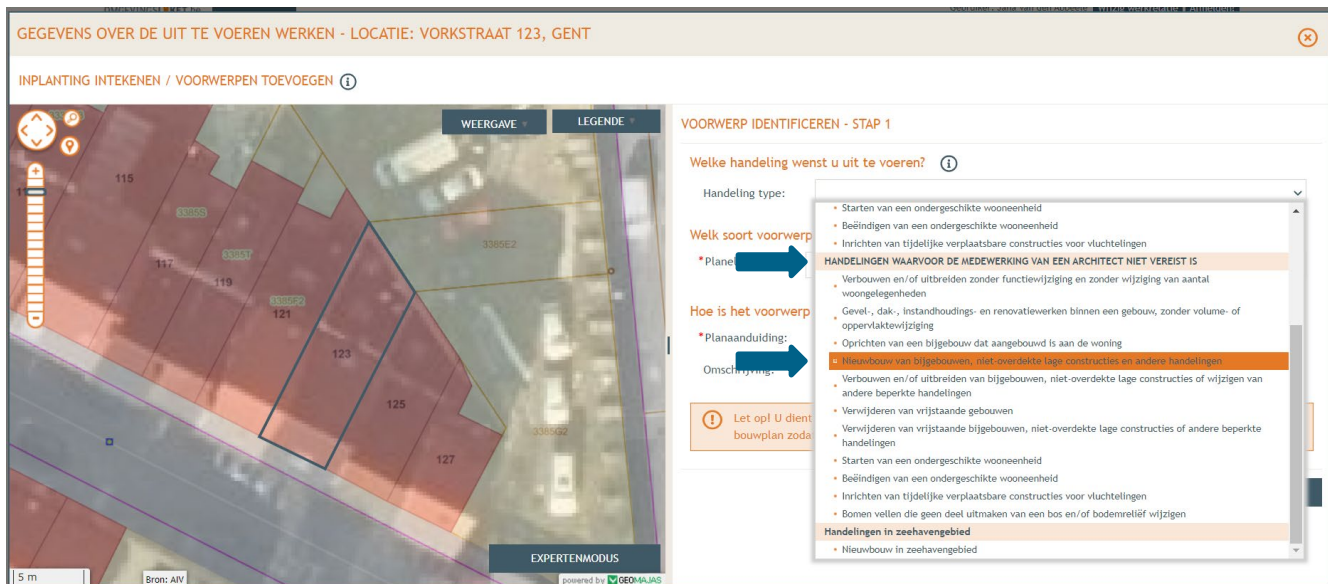 OMGEVINGSLOKET.be
GEGEVENS OVER DE UIT TE VOEREN WERKEN - LOCATIE: VORKSTRAAT 123, GENT
INPLANTING INTEKENEN / VOORWERPEN TOEVOEGEN
WEERGAVE
LEGENDE
115
3385S
117
3385T
119
3385F2
121
123
125
127
3385E2
3385G2
EXPERTENMODUS
5 m
Bron: AIV
powered by GEOMAJAS
VOORWERP IDENTIFICEREN - STAP 1
Welke handeling wenst u uit te voeren?
Handeling type:
Welk soort voorwerp
Hoe is het voorwerp
*Planaanduiding:
Let op! U dient
bouwplan zoda
• Starten van een ondergeschikte wooneenheid
• Beëindigen van een ondergeschikte wooneenheid
• Inrichten van tijdelijke verplaatsbare constructies voor vluchtelingen
HANDELINGEN WAARVOOR DE MEDEWERKING VAN EEN ARCHITECT NIET VEREIST IS
• Verbouwen en/of uitbreiden zonder functiewijziging en zonder wijziging van aantal
woongelegenheden
• Gevel-, dak-, instandhoudings- en renovatiewerken binnen een gebouw, zonder volume- of
oppervlaktewijziging
• Oprichten van een bijgebouw dat aangebouwd is aan de woning
• Nieuwbouw van bijgebouwen, niet-overdekte lage constructies en andere handelingen
• Verbouwen en/of uitbreiden van bijgebouwen, niet-overdekte lage constructies of wijzigen van
andere beperkte handelingen
• Verwijderen van vrijstaande gebouwen
• Verwijderen van vrijstaande bijgebouwen, niet-overdekte lage constructies of andere beperkte
handelingen
• Starten van een ondergeschikte wooneenheid
• Beëindigen van een ondergeschikte wooneenheid
• Inrichten van tijdelijke verplaatsbare constructies voor vluchtelingen
• Bomen vellen die geen deel uitmaken van een bos en/of bodemreliëf wijzigen
Handelingen in zeehavengebied
• Nieuwbouw in zeehavengebied